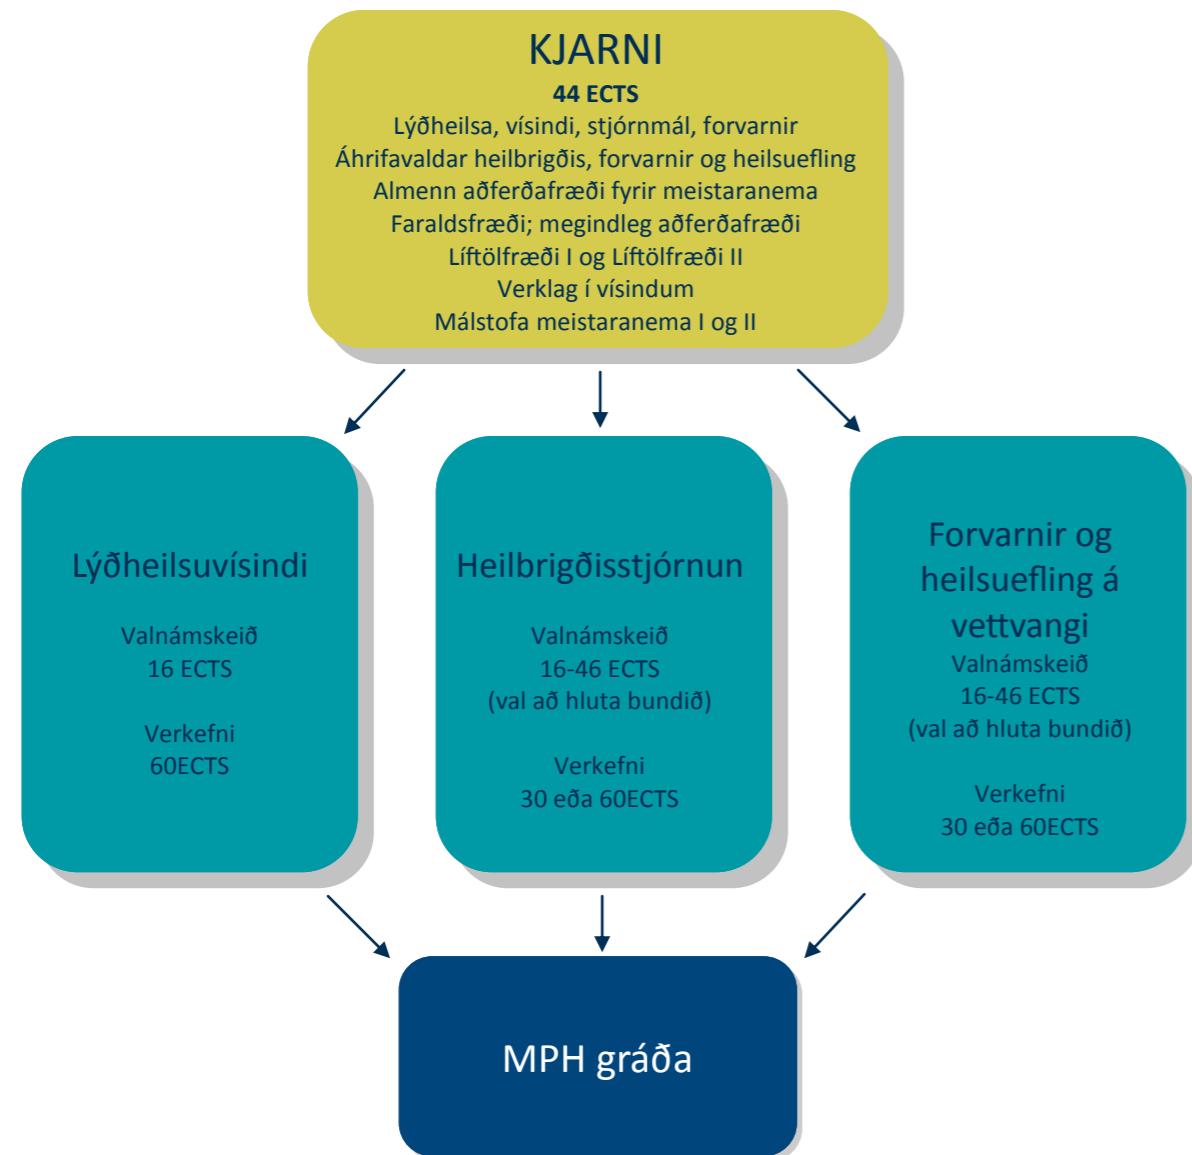 KJARNI
44 ECTS
Lýðheilsa, vísindi, stjórnmál, forvarnir
Áhrifavaldar heilbrigðis, forvarnir og heilsuefling
Almenn aðferðafræði fyrir meistaranema
Faraldsfræði; megindleg aðferðafræði
Líftölfræði I og Líftölfræði II
Verklag í vísindum
Málstofa meistaranema I og II
Lýðheilsuvísindi
Valnámskeið
16 ECTS
Verkefni
60ECTS
Heilbrigðisstjórnun
Valnámskeið
16-46 ECTS
(val að hluta bundið)
Verkefni
30 eða 60ECTS
Forvarnir og
heilsuefling á
vettvangi
Valnámskeið
16-46 ECTS
(val að hluta bundið)
Verkefni
30 eða 60ECTS
MPH gráða